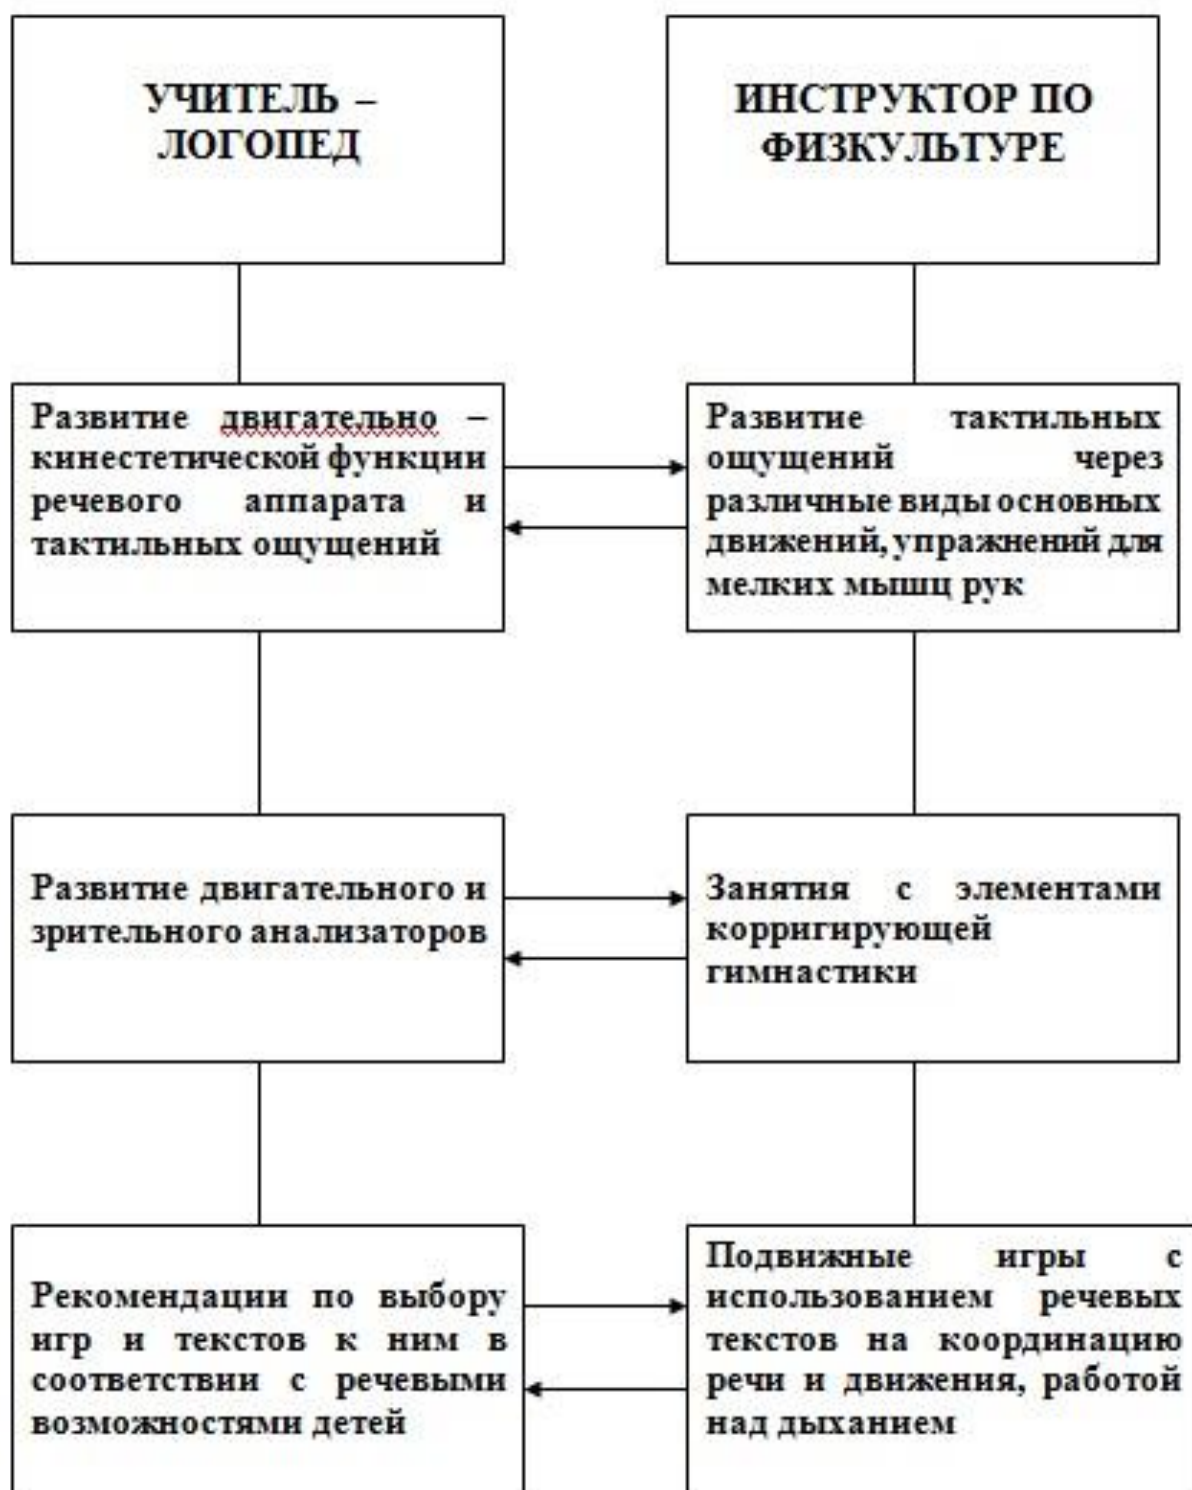 УЧИТЕЛЬ –
ЛОГОПЕД
ИНСТРУКТОР ПО
ФИЗКУЛЬТУРЕ
Развитие двигательно –
кинестетической функции
речевого аппарата и
тактильных ощущений
Развитие тактильных
ощущений через
различные виды основных
движений, упражнений для
мелких мышц рук
Развитие двигательного и
зрительного анализаторов
Занятия с элементами
корригирующей
гимнастики
Рекомендации по выбору
игр и текстов к ним в
соответствии с речевыми
возможностями детей
Подвижные игры с
использованием речевых
текстов на координацию
речи и движения, работой
над дыханием